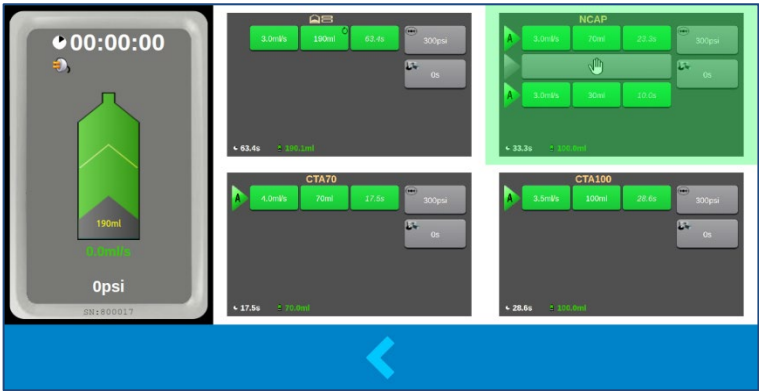 00:00:00
190ml
0.0ml/s
0psi
SN:800017
3.0ml/s 190ml 63.4s 300psi
0s
63.4s
NCAP
A 3.0ml/s 70ml 23.3s 300psi
0s
A 3.0ml/s 30ml 10.0s
33.3s 100.0ml
CTA70
A 4.0ml/s 70ml 17.5s 300psi
0s
17.5s 70.0ml
CTA100
A 3.5ml/s 100ml 28.6s 300psi
0s
28.6s 100.0ml